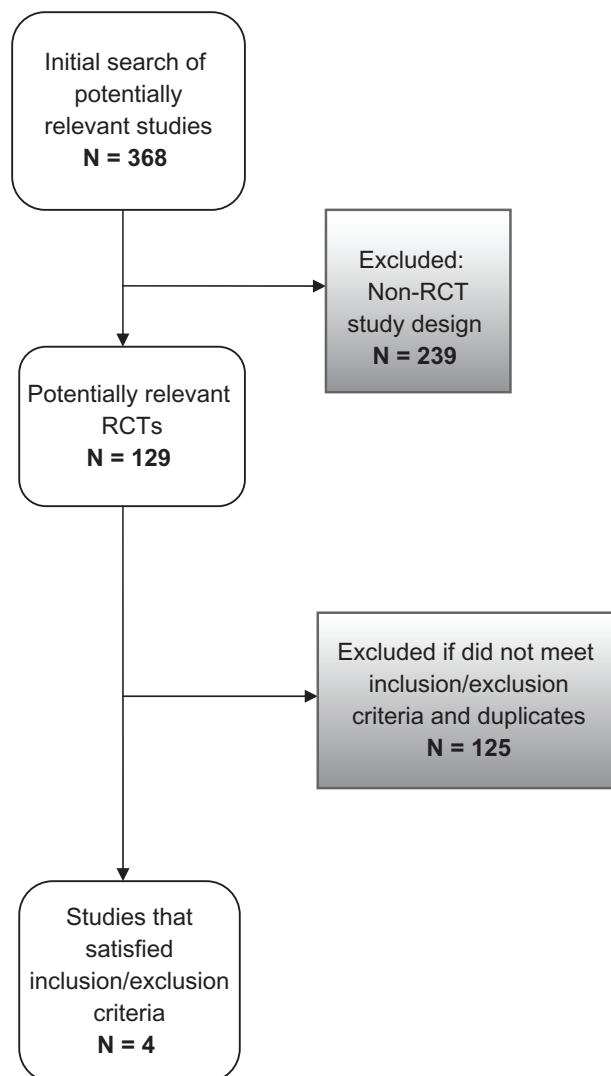 Initial search of
potentially
relevant studies
N = 368
Excluded:
Non-RCT
study design
N = 239
Potentially relevant
RCTs
N = 129
Excluded if did not meet
inclusion/exclusion
criteria and duplicates
N = 125
Studies that
satisfied
inclusion/exclusion
criteria
N = 4